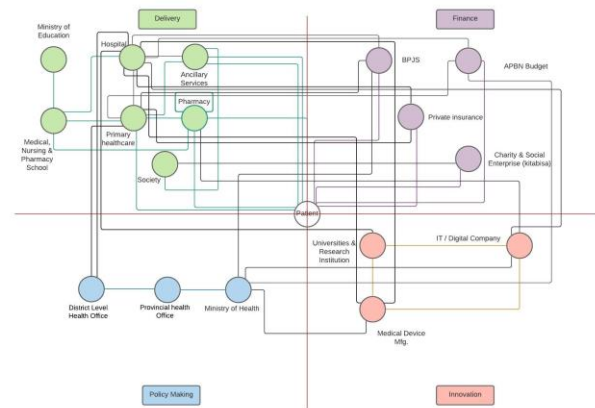 Delivery
Finance
Ministry of
Education
Hospital
Ancillary
Services
BPJS
APBN Budget
Pharmacy
Private insurance
Medical,
Nursing &
Pharmacy
School
Primary
healthcare
Society
Charity & Social
Enterprise (kitabisa)
Patient
Universities &
Research
Institution
IT / Digital Company
District Level
Health Office
Provincial health
Office
Ministry of Health
Medical Device
Mfg.
Policy Making
Innovation